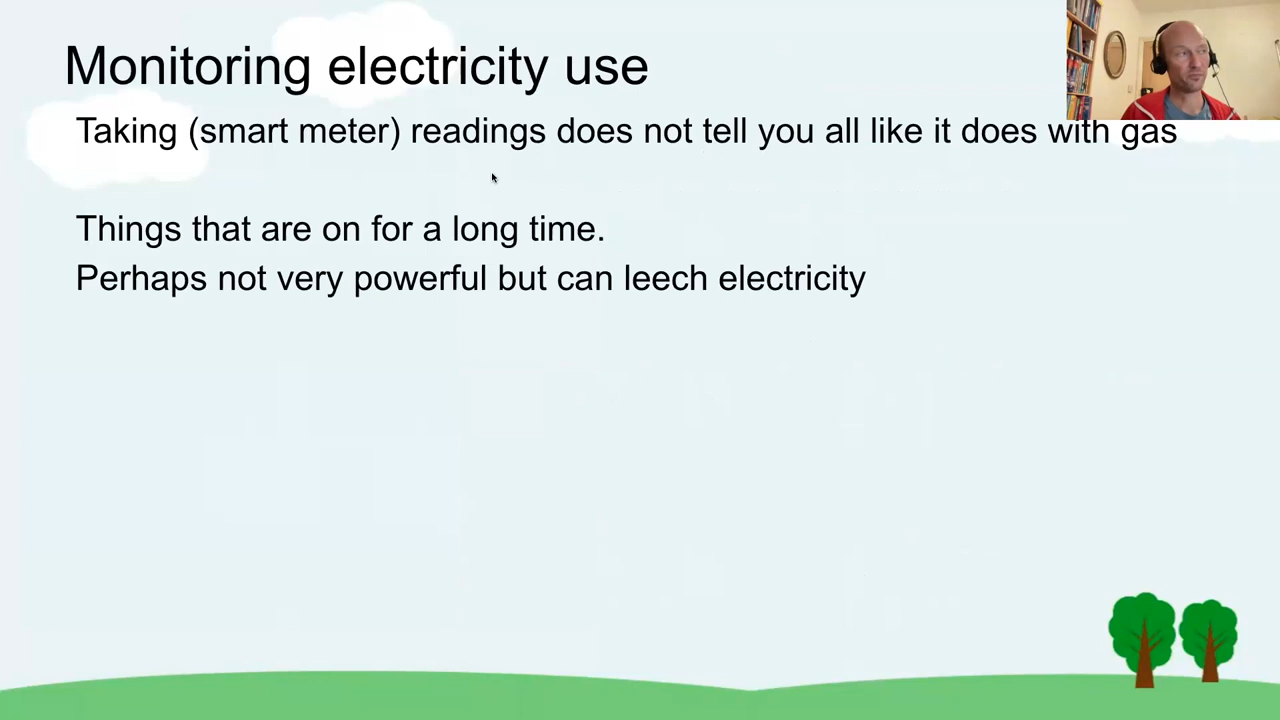 Monitoring electricity use
Taking (smart meter) readings does not tell you all like it does with gas
Things that are on for a long time.
Perhaps not very powerful but can leech electricity